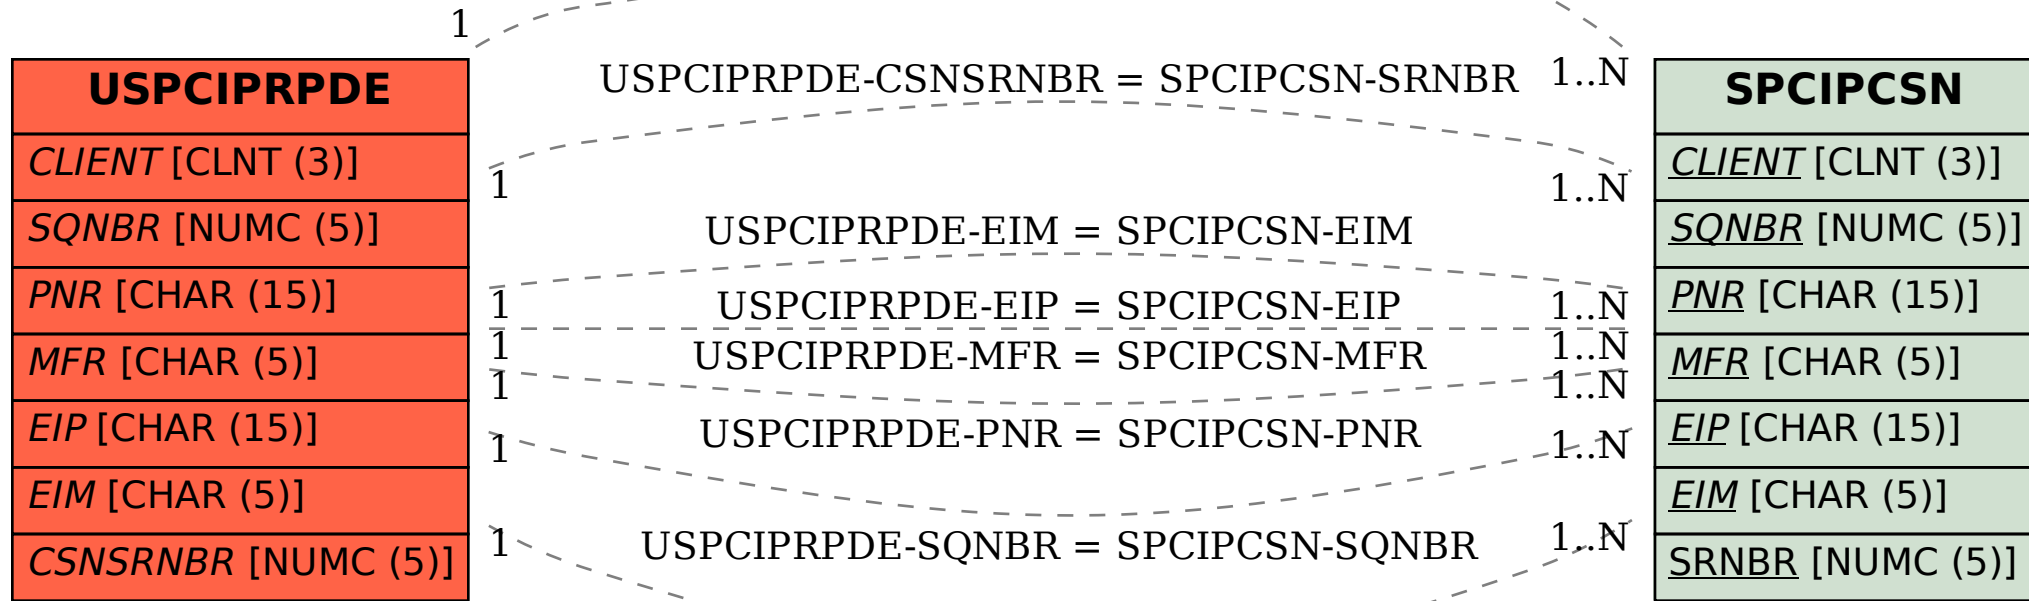 USPCIPRPDE
CLIENT [CLNT (3)]
SQNBR [NUMC (5)]
PNR [CHAR (15)]
MFR [CHAR (5)]
EIP [CHAR (15)]
EIM [CHAR (5)]
CSNSRNBR [NUMC (5)]
1
USPCIPRPDE-CSNSRNBR = SPCIPCSN-SRNBR
1..N
1
1..N
USPCIPRPDE-EIM = SPCIPCSN-EIM
1
USPCIPRPDE-EIP = SPCIPCSN-EIP
1..N
1
USPCIPRPDE-MFR = SPCIPCSN-MFR
1..N
1
1..N
1
USPCIPRPDE-PNR = SPCIPCSN-PNR
1..N
1
USPCIPRPDE-SQNBR = SPCIPCSN-SQNBR
1..N
SPCIPCSN
CLIENT [CLNT (3)]
SQNBR [NUMC (5)]
PNR [CHAR (15)]
MFR [CHAR (5)]
EIP [CHAR (15)]
EIM [CHAR (5)]
SRNBR [NUMC (5)]